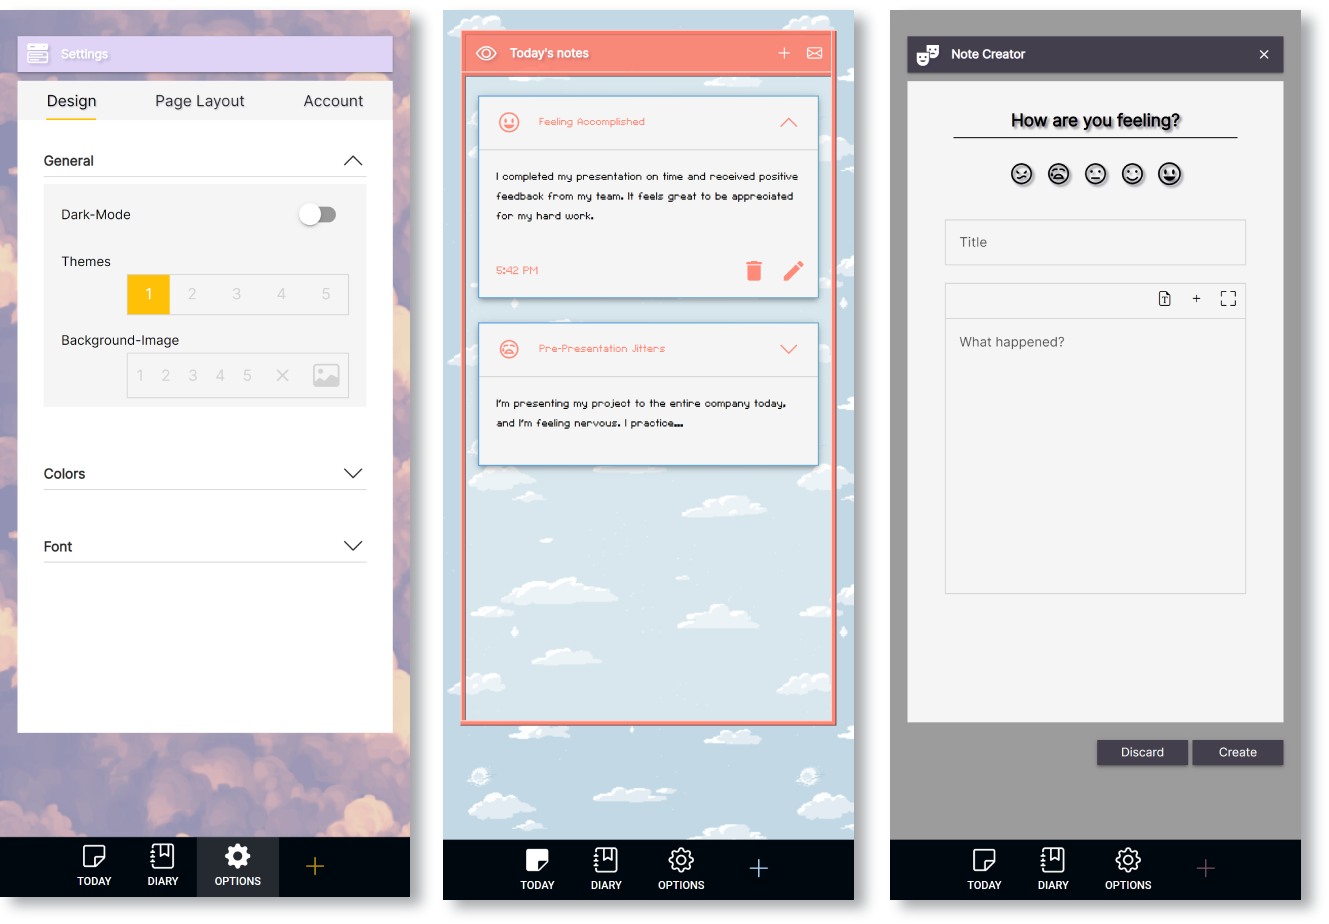 Settings
Design Page Layout Account
General
Dark-Mode
Themes
1 2 3 4 5
Background-Image
1 2 3 4 5
Colors
Font
TODAY DIARY OPTIONS
Today's notes
Feeling Accomplished
I completed my presentation on time and received positive
feedback from my team. It feels great to be appreciated
for my hard work.
5:42 PM
Pre-Presentation Jitters
I'm presenting my project to the entire company today,
and I'm feeling nervous. I practice...
TODAY DIARY OPTIONS
Note Creator
How are you feeling?
Title
T
What happened?
Discard Create
TODAY DIARY OPTIONS